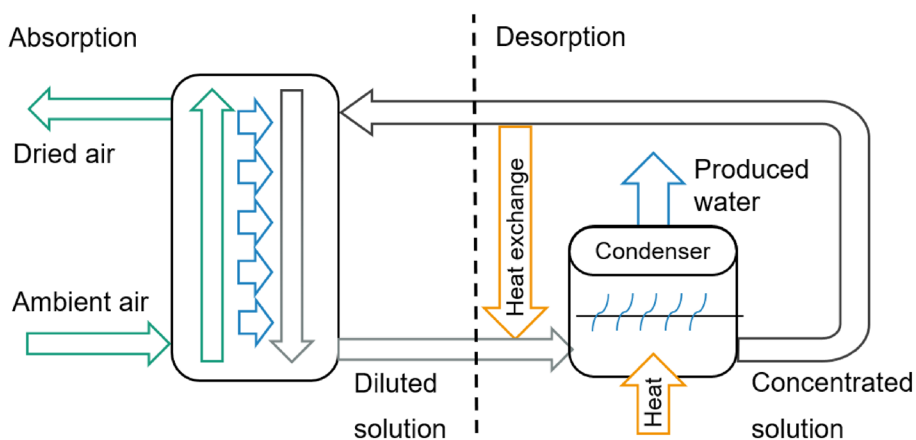 Absorption
Desorption
Dried air
Heat exchange
Produced
water
Condenser
Ambient air
Heat
Diluted
solution
Concentrated
solution